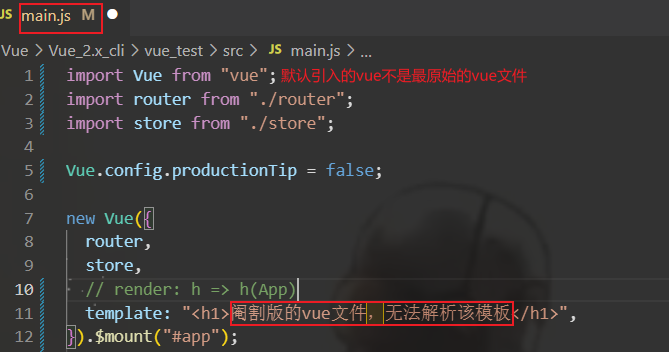 JS main.js M
Vue > Vue_2.x_cli > vue_test > src > JS main.js > ...
1 import Vue from "vue"; 默认引入的vue不是最原始的vue文件
2 import router from "./router";
3 import store from "./store";
4
5 Vue.config.productionTip = false;
6
7 new Vue({
8 router,
9 store,
10 // render: h => h(App)
11 template: "<h1>阉割版的vue文件，无法解析该模板</h1>",
12 }).$mount("#app");